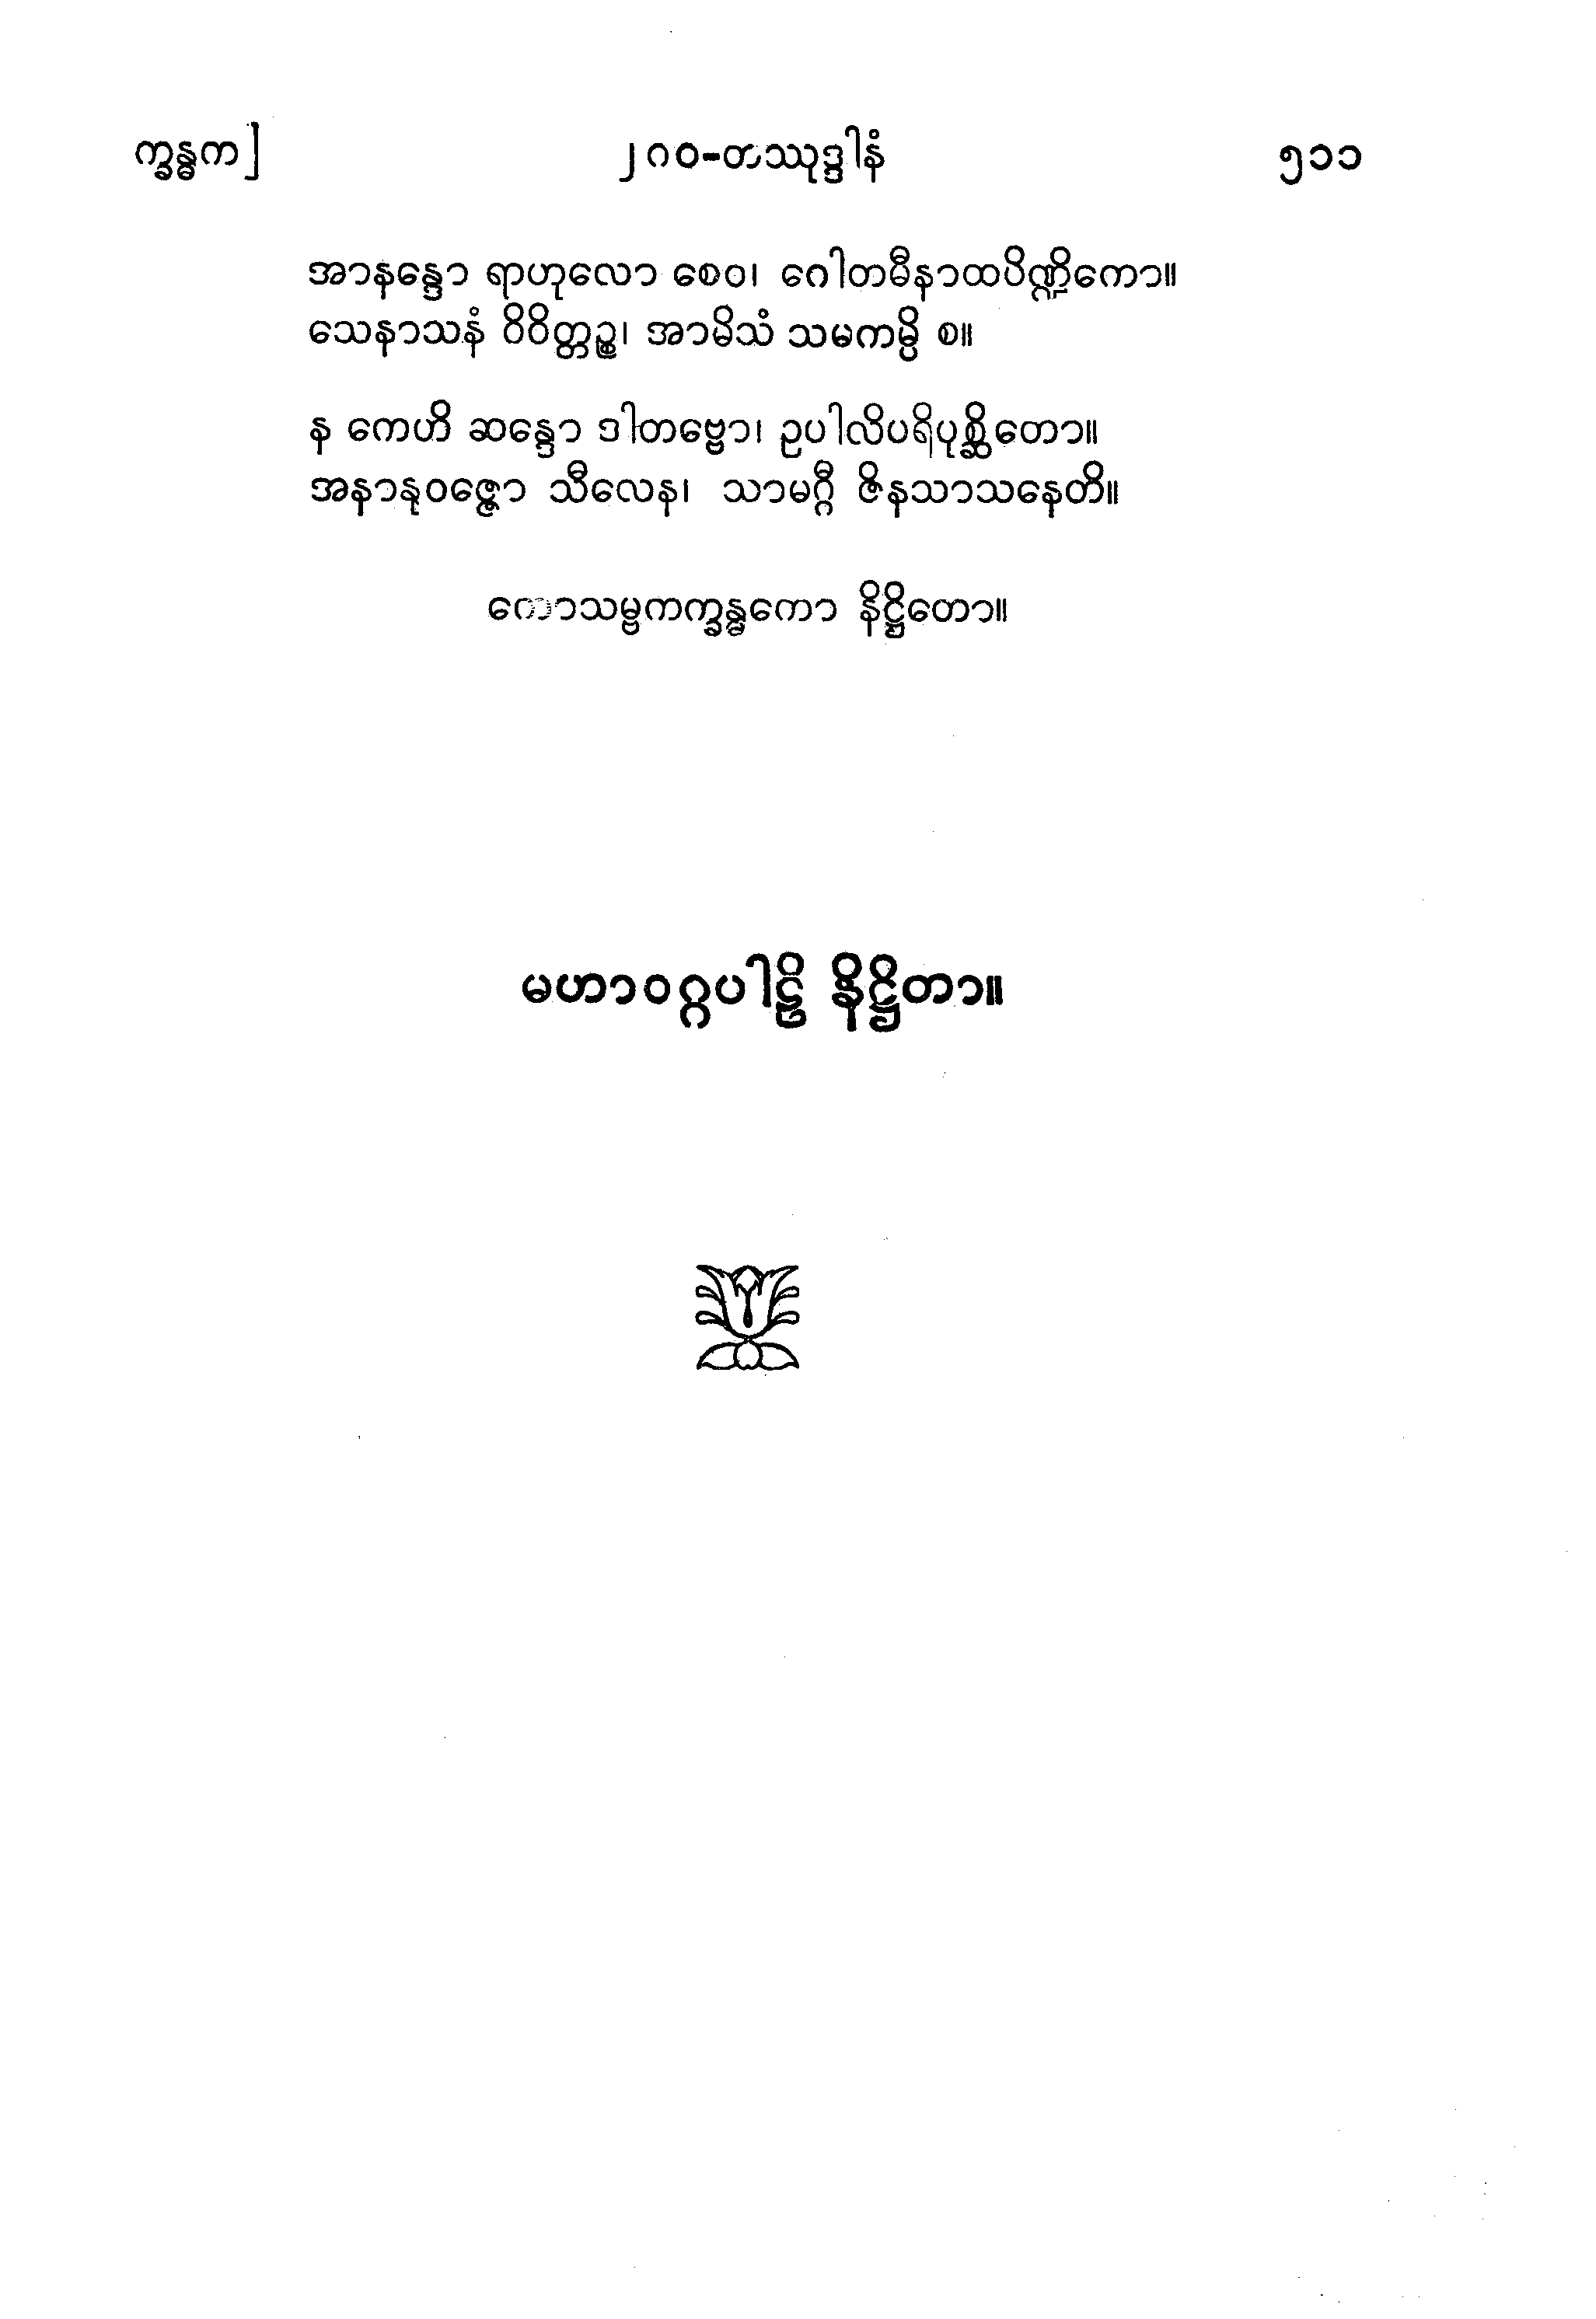 က္ခန္ဓက]
၂၈၀-တဿုဒ္ဒါနံ
၅၁၁
အာနန္ဒော ရာဟုလော စေဝ၊ ဂေါတမီနာထပိဏ္ဍိကော။
သေနာသနံ ဝိဝိတ္တဉ္စ၊ အာမိသံ သမကမ္ပိ စ။
န ကေဟိ ဆန္ဒော ဒါတဗ္ဗော၊ ဥပါလိပရိပုစ္ဆိတော။
အနာနုဝဇ္ဇော သီလေန၊ သာမဂ္ဂီ ဇိနသာသနေတိ။
ကောသမ္ဗကက္ခန္ဓကော နိဋ္ဌိတော။
မဟာဝဂ္ဂပါဠိ နိဋ္ဌိတာ။